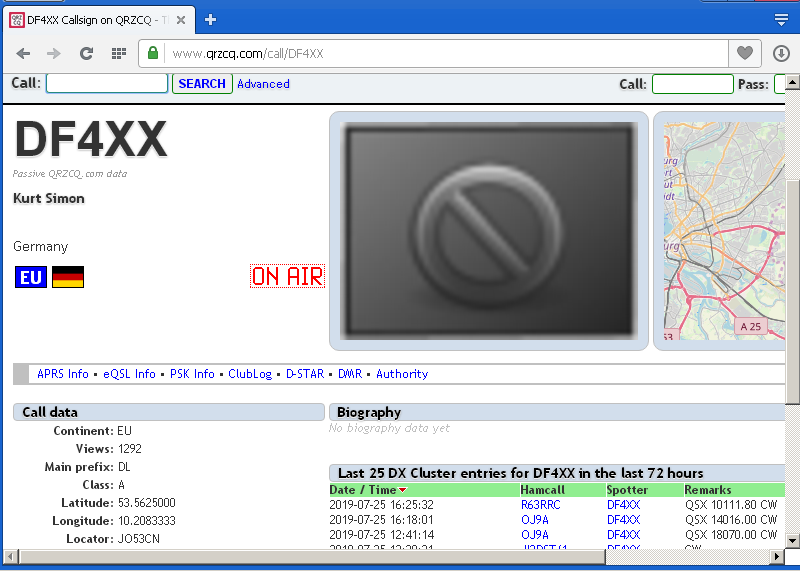 DF4XX Callsign on QRZCQ - T
www.qrzcq.com/call/DF4XX
Call: SEARCH Advanced Call: Pass:
DF4XX
Passive QRZCQ.com data
Kurt Simon
Germany
EU
ON AIR
A 25
53
APRS Info • eQSL Info • PSK Info • ClubLog • D-STAR • DMR • Authority
Call data
Continent: EU
Views: 1292
Main prefix: DL
Class: A
Latitude: 53.5625000
Longitude: 10.2083333
Locator: JO53CN
Biography
No biography data yet
Last 25 DX Cluster entries for DF4XX in the last 72 hours
Date / Time Hamcall Spotter Remarks
2019-07-25 16:25:32 R63RRC DF4XX QSX 10111.80 CW
2019-07-25 16:18:01 OJ9A DF4XX QSX 14016.00 CW
2019-07-25 12:41:14 OJ9A DF4XX QSX 18070.00 CW